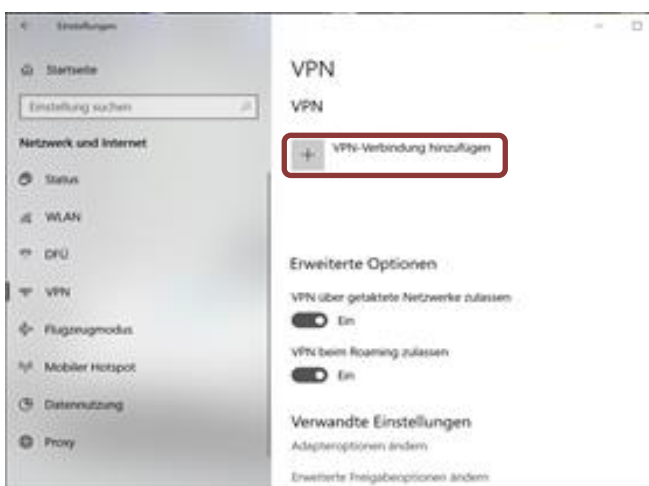 Einstellungen
Startseite
Einstellung suchen
Netzwerk und Internet
Status
WLAN
DFÜ
VPN
Flugzeugmodus
Mobiler Hotspot
Datennutzung
Proxy
VPN
VPN
VPN-Verbindung hinzufügen
Erweiterte Optionen
VPN über getaktete Netzwerke zulassen
Ein
VPN beim Roaming zulassen
Ein
Verwandte Einstellungen
Adapteroptionen ändern
Erweiterte Freigabeoptionen ändern